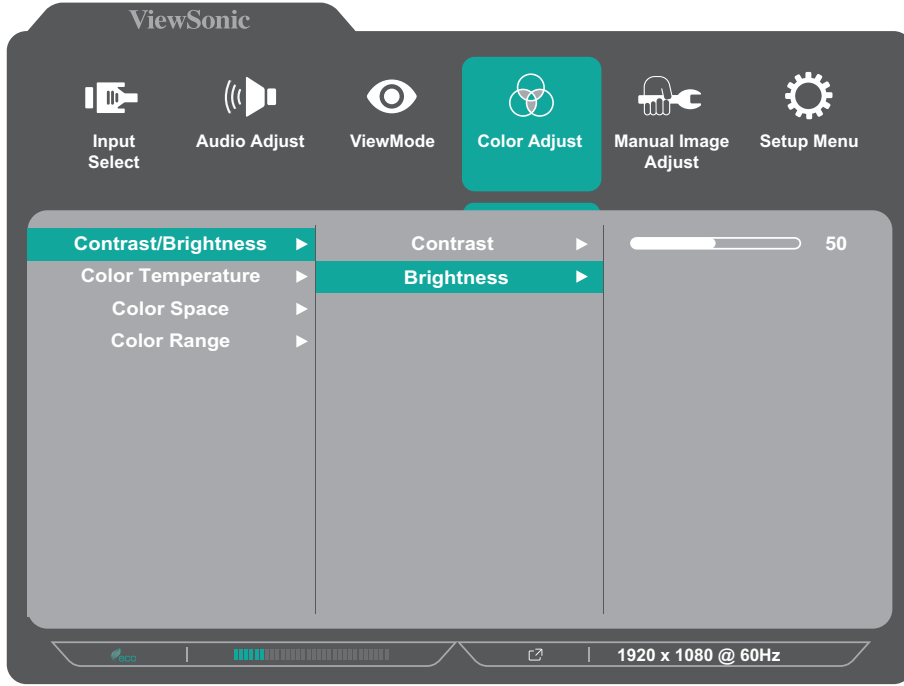 ViewSonic
Input Select
Audio Adjust
ViewMode
Color Adjust
Manual Image Adjust
Setup Menu
Contrast/Brightness
Contrast
50
Color Temperature
Brightness
Color Space
Color Range
eco
1920 x 1080 @ 60Hz